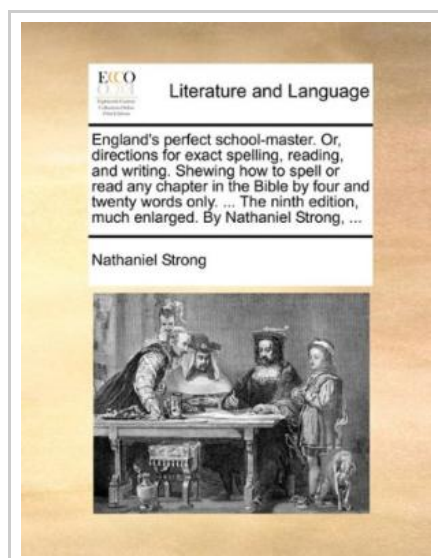 ECCO
Literature and Language
England's perfect school-master. Or,
directions for exact spelling, reading,
and writing. Shewing how to spell or
read any chapter in the Bible by four and
twenty words only. ... The ninth edition,
much enlarged. By Nathaniel Strong, ...
Nathaniel Strong